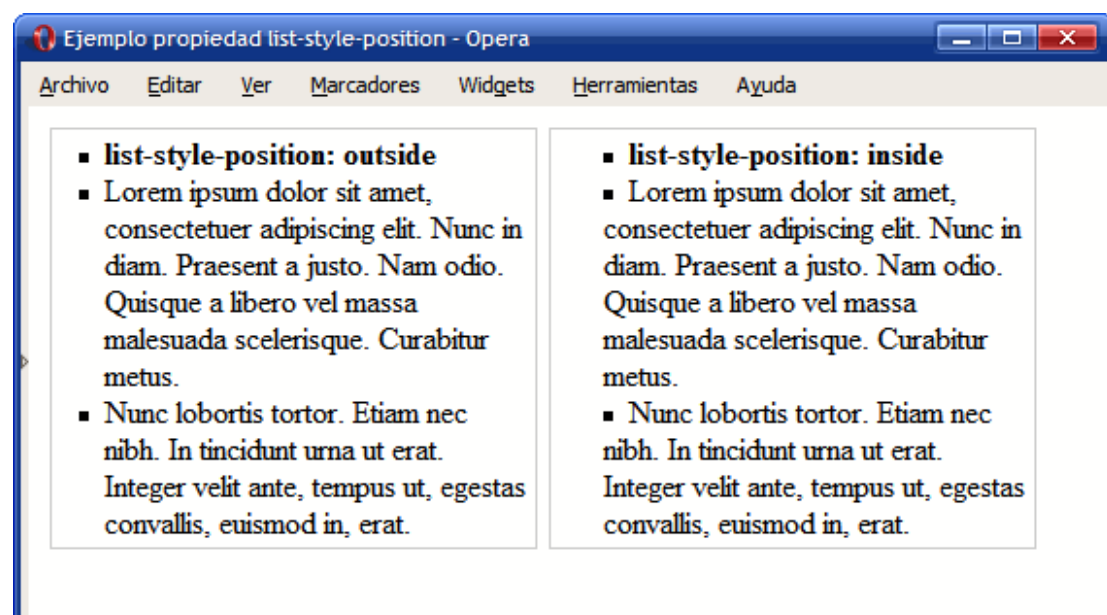 Ejemplo propiedad list-style-position - Opera
Archivo Editar Ver Marcadores Widgets Herramientas Ayuda
list-style-position: outside
Lorem ipsum dolor sit amet,
consectetuer adipiscing elit. Nunc in
diam. Praesent a justo. Nam odio.
Quisque a libero vel massa
malesuada scelerisque. Curabitur
metus.
Nunc lobortis tortor. Etiam nec
nibh. In tincidunt urna ut erat.
Integer velit ante, tempus ut, egestas
convallis, euismod in, erat.
list-style-position: inside
Lorem ipsum dolor sit amet,
consectetuer adipiscing elit. Nunc in
diam. Praesent a justo. Nam odio.
Quisque a libero vel massa
malesuada scelerisque. Curabitur
metus.
Nunc lobortis tortor. Etiam nec
nibh. In tincidunt urna ut erat.
Integer velit ante, tempus ut, egestas
convallis, euismod in, erat.